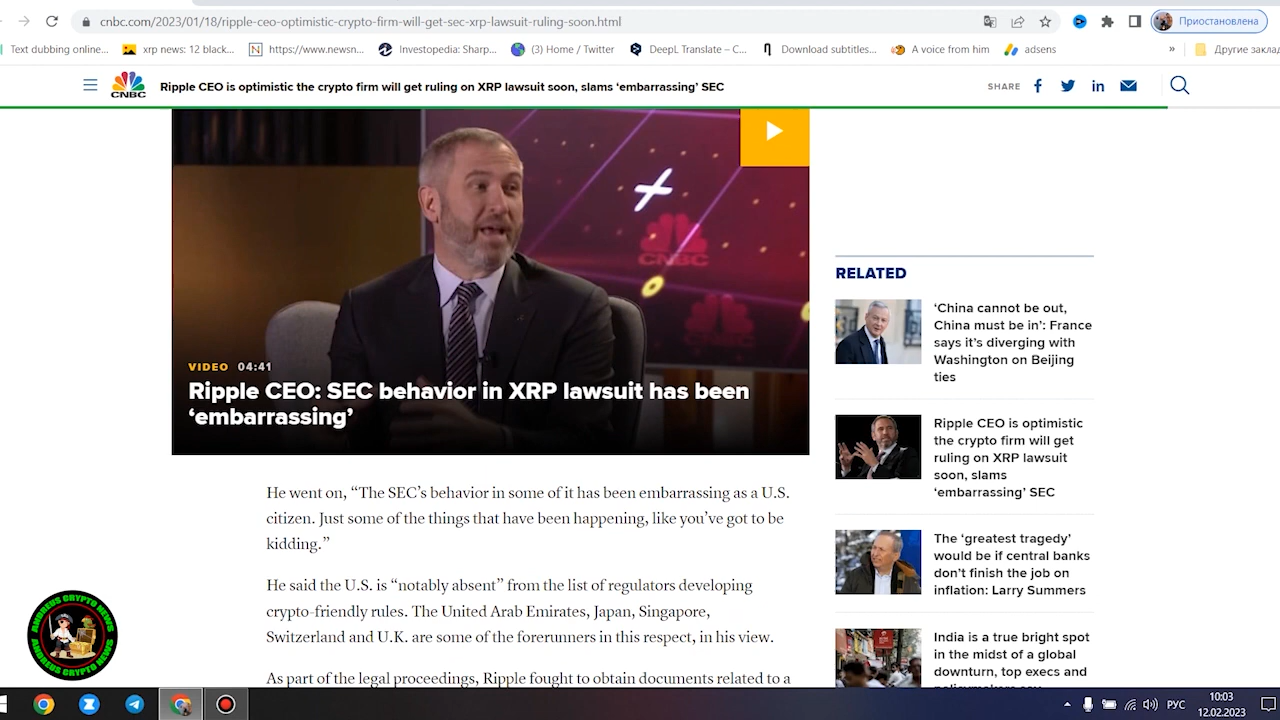 cnbc.com/2023/01/18/ripple-ceo-optimistic-crypto-firm-will-get-sec-xrp-lawsuit-ruling-soon.html
Приостановлена
Text dubbing online...
xrp news: 12 black...
https://www.newsn...
Investopedia: Sharp...
(3) Home / Twitter
DeepL Translate – C...
Download subtitles...
A voice from him
adsens
»
Другие закла
CNBC
Ripple CEO is optimistic the crypto firm will get ruling on XRP lawsuit soon, slams ‘embarrassing’ SEC
SHARE
CNBC
VIDEO 04:41
Ripple CEO: SEC behavior in XRP lawsuit has been
‘embarrassing’
He went on, “The SEC’s behavior in some of it has been embarrassing as a U.S.
citizen. Just some of the things that have been happening, like you’ve got to be
kidding.”
He said the U.S. is “notably absent” from the list of regulators developing
crypto-friendly rules. The United Arab Emirates, Japan, Singapore,
Switzerland and U.K. are some of the forerunners in this respect, in his view.
As part of the legal proceedings, Ripple fought to obtain documents related to a
RELATED
‘China cannot be out,
China must be in’: France
says it’s diverging with
Washington on Beijing
ties
Ripple CEO is optimistic
the crypto firm will get
ruling on XRP lawsuit
soon, slams
‘embarrassing’ SEC
The ‘greatest tragedy’
would be if central banks
don’t finish the job on
inflation: Larry Summers
India is a true bright spot
in the midst of a global
downturn, top execs and
policymakers say
ANDREUS CRYPTO NEWS
ANDREUS CRYPTO NEWS
РУС
10:03
12.02.2023